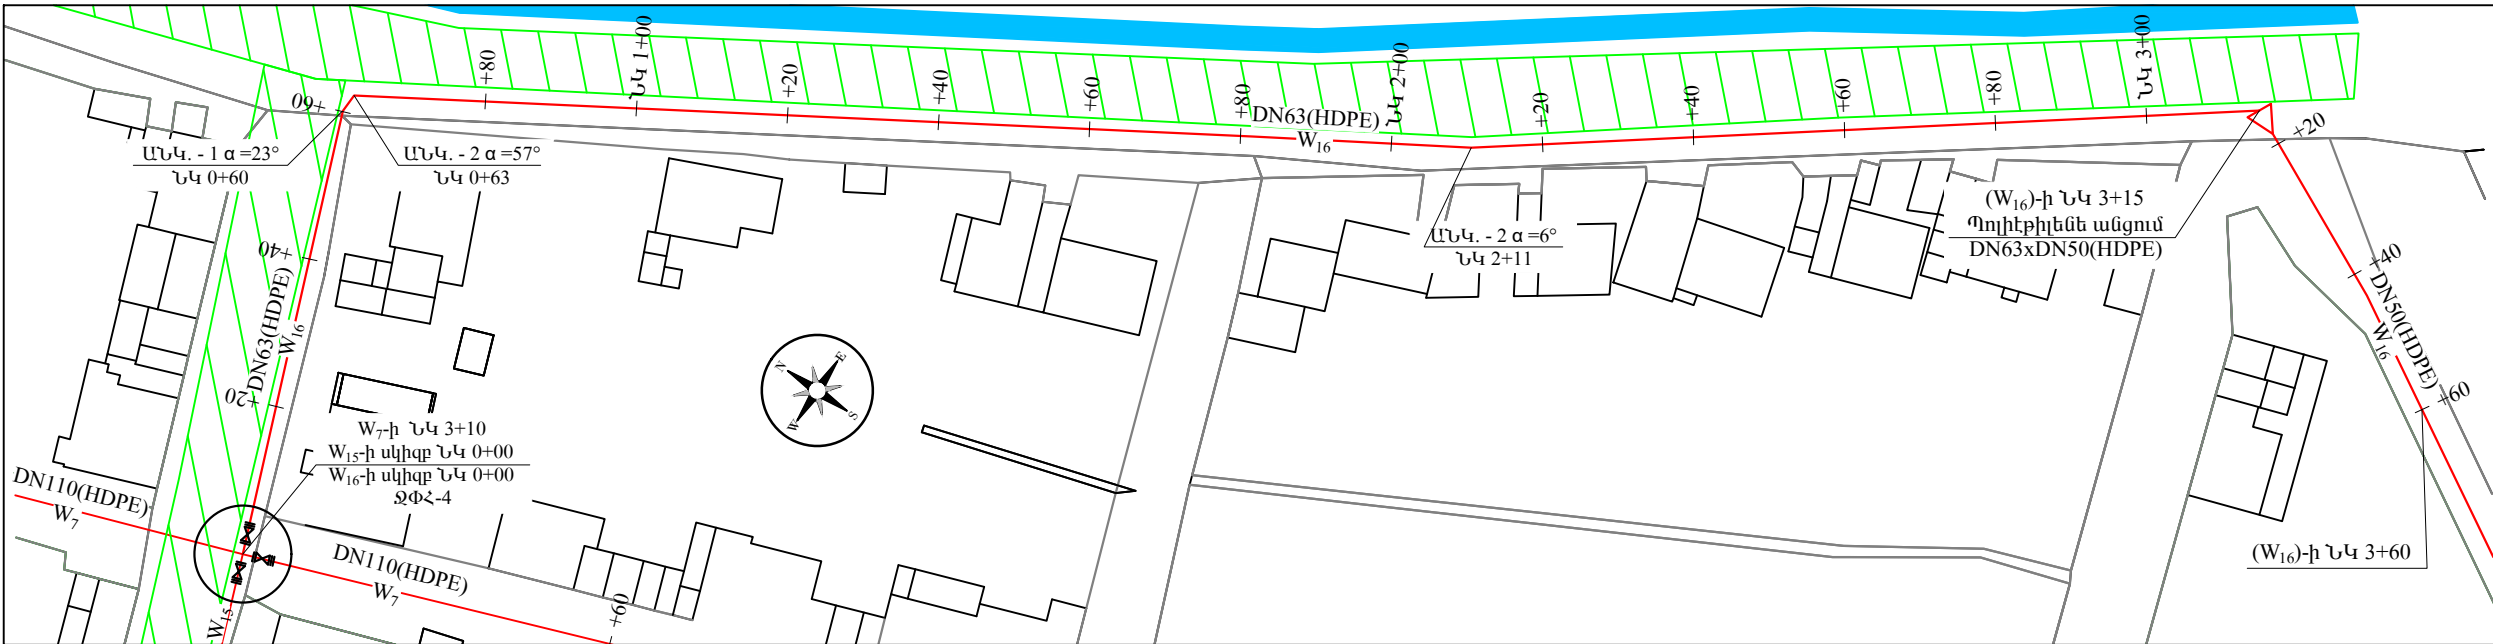 +80
ՆԿ 1+00
+20
+40
+60
+80
ՆԿ 2+00
+20
+40
+60
+80
ՆԿ 3+00
+20
+60
DN63(HDPE)
W₁₆
ԱՆԿ. - 1 α =23°
ՆԿ 0+60
ԱՆԿ. - 2 α =57°
ՆԿ 0+63
ԱՆԿ. - 2 α =6°
ՆԿ 2+11
(W₁₆)-ի ՆԿ 3+15
Պոլիէթիլենե անցում
DN63xDN50(HDPE)
+40
+40
DN63(HDPE)
W₁₆
+20
DN50(HDPE)
W₁₆
+60
N
E
S
W
W₇-ի ՆԿ 3+10
W₁₅-ի սկիզբ ՆԿ 0+00
W₁₆-ի սկիզբ ՆԿ 0+00
ՋՓՀ-4
DN110(HDPE)
W₇
DN110(HDPE)
W₇
(W₁₆)-ի ՆԿ 3+60
W₁₅
+60